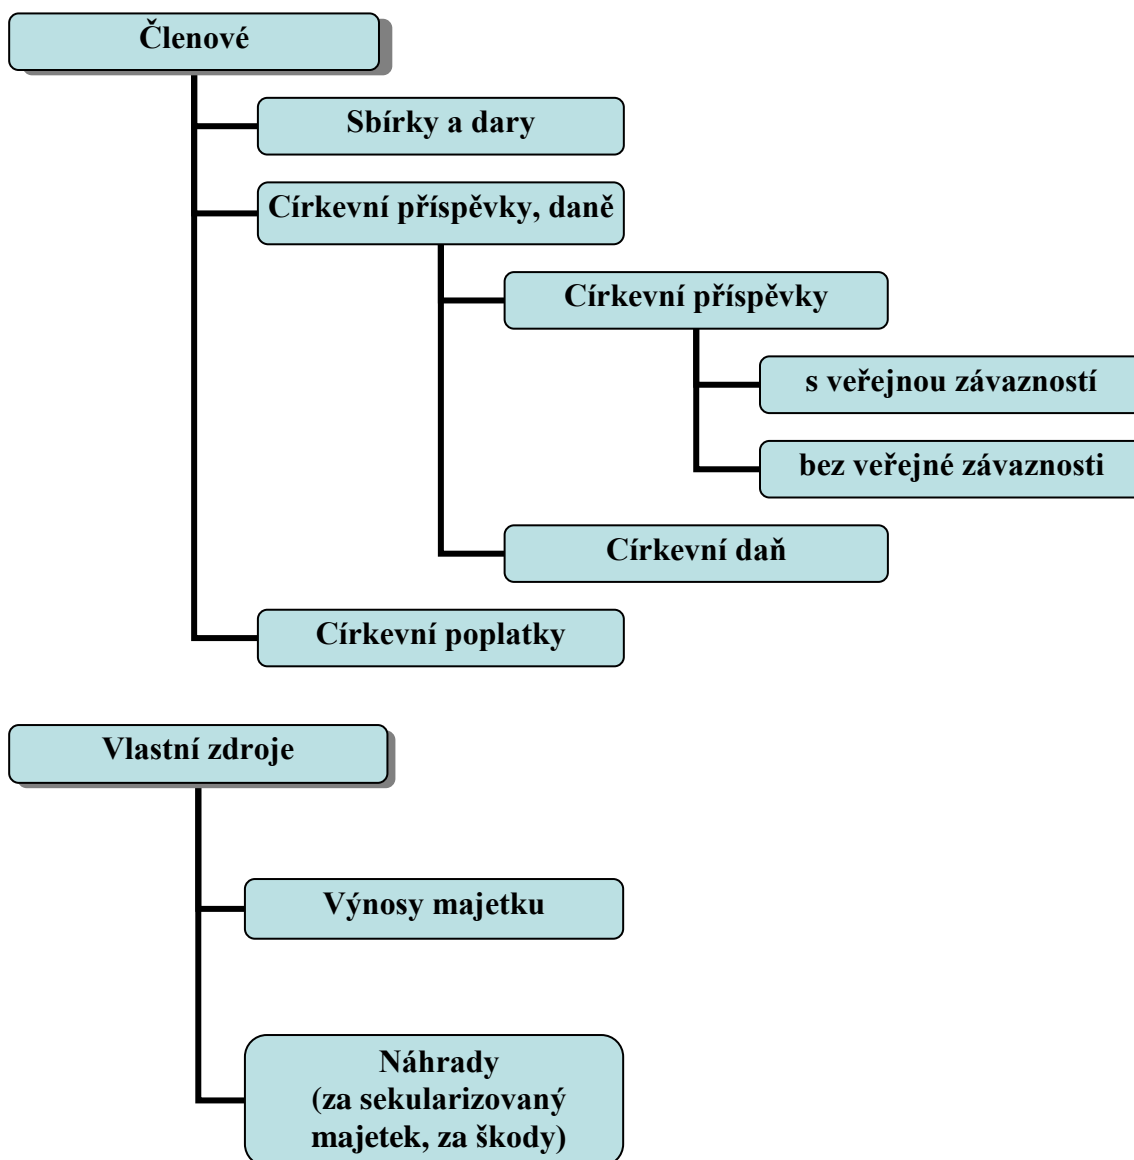 Členové
Sbírky a dary
Církevní příspěvky, daně
Církevní příspěvky
s veřejnou závazností
bez veřejné závaznosti
Církevní daň
Církevní poplatky
Vlastní zdroje
Výnosy majetku
Náhrady
(za sekularizovaný
majetek, za škody)